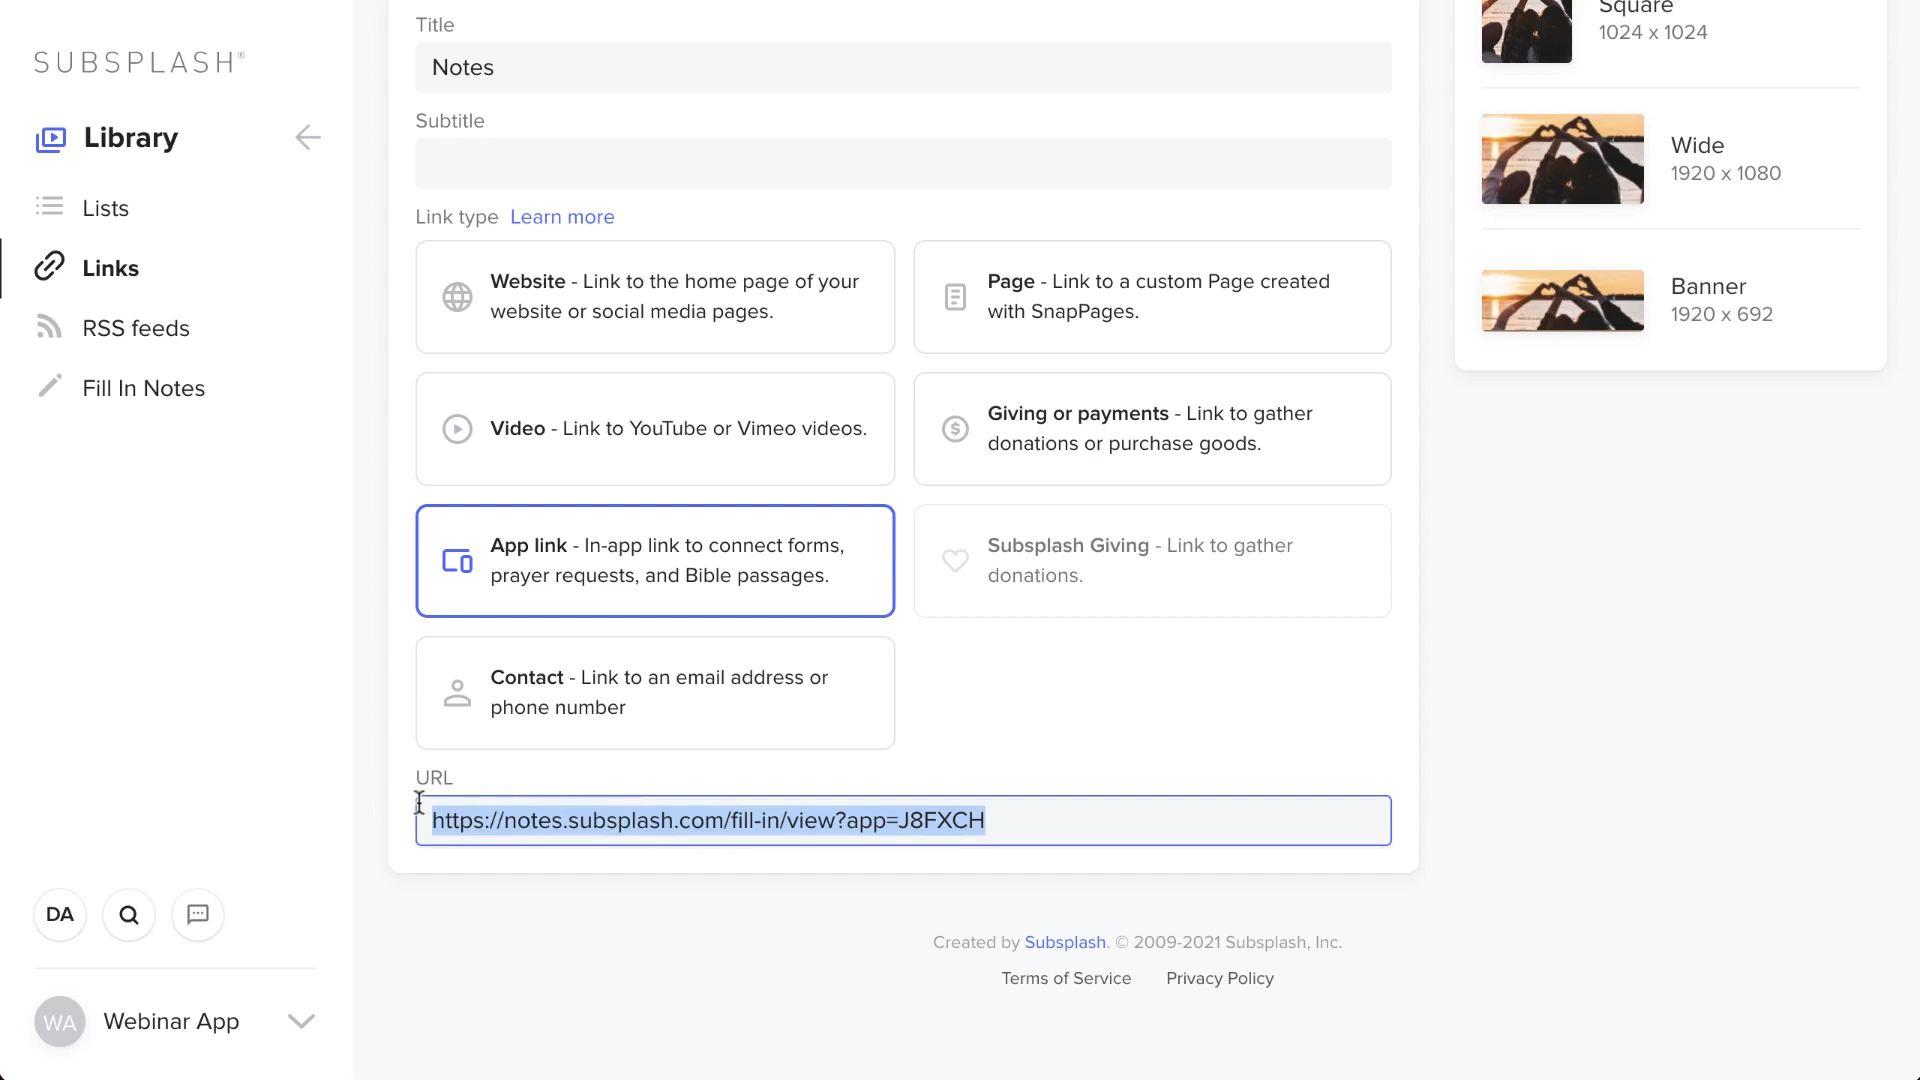 SUBSPLASH®
Library
Lists
Links
RSS feeds
Fill In Notes
DA
WA
Webinar App
Title
Notes
Subtitle
Link type Learn more
Website - Link to the home page of your
website or social media pages.
Page - Link to a custom Page created
with SnapPages.
Video - Link to YouTube or Vimeo videos.
Giving or payments - Link to gather
donations or purchase goods.
App link - In-app link to connect forms,
prayer requests, and Bible passages.
Subsplash Giving - Link to gather
donations.
Contact - Link to an email address or
phone number
URL
https://notes.subsplash.com/fill-in/view?app=J8FXCH
Created by Subsplash. © 2009-2021 Subsplash, Inc.
Terms of Service Privacy Policy
Square
1024 x 1024
Wide
1920 x 1080
Banner
1920 x 692